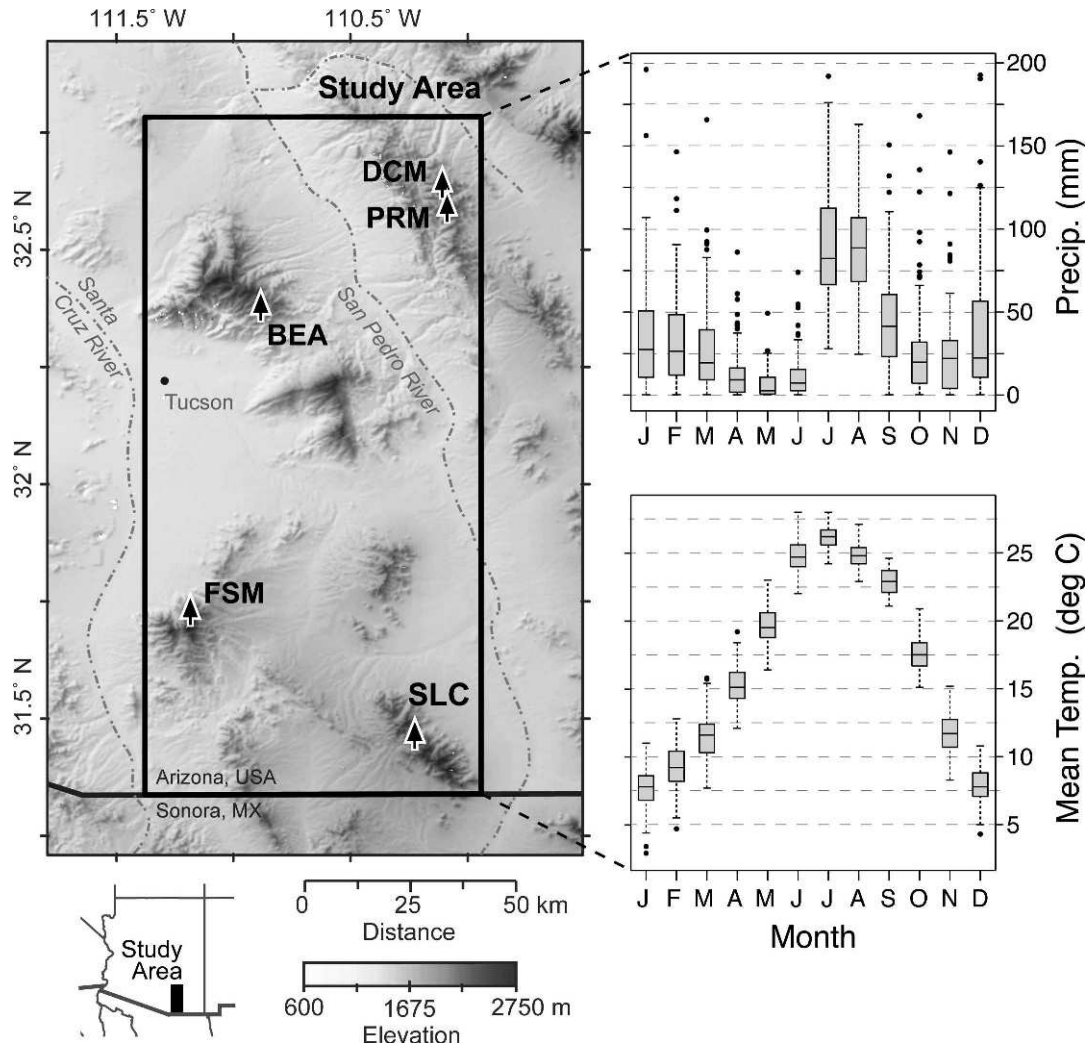 111.5° W 110.5° W
Study Area
DCM
PRM
32.5° N
BEA
Santa
Cruz River
San Pedro River
Tucson
32° N
FSM
31.5° N
SLC
Arizona, USA
Sonora, MX
200
150
100
50
0
Precip. (mm)
J F M A M J J A S O N D
25
20
15
10
5
Mean Temp. (deg C)
J F M A M J J A S O N D
Month
Study
Area
0 25 50 km
Distance
600 1675 2750 m
Elevation